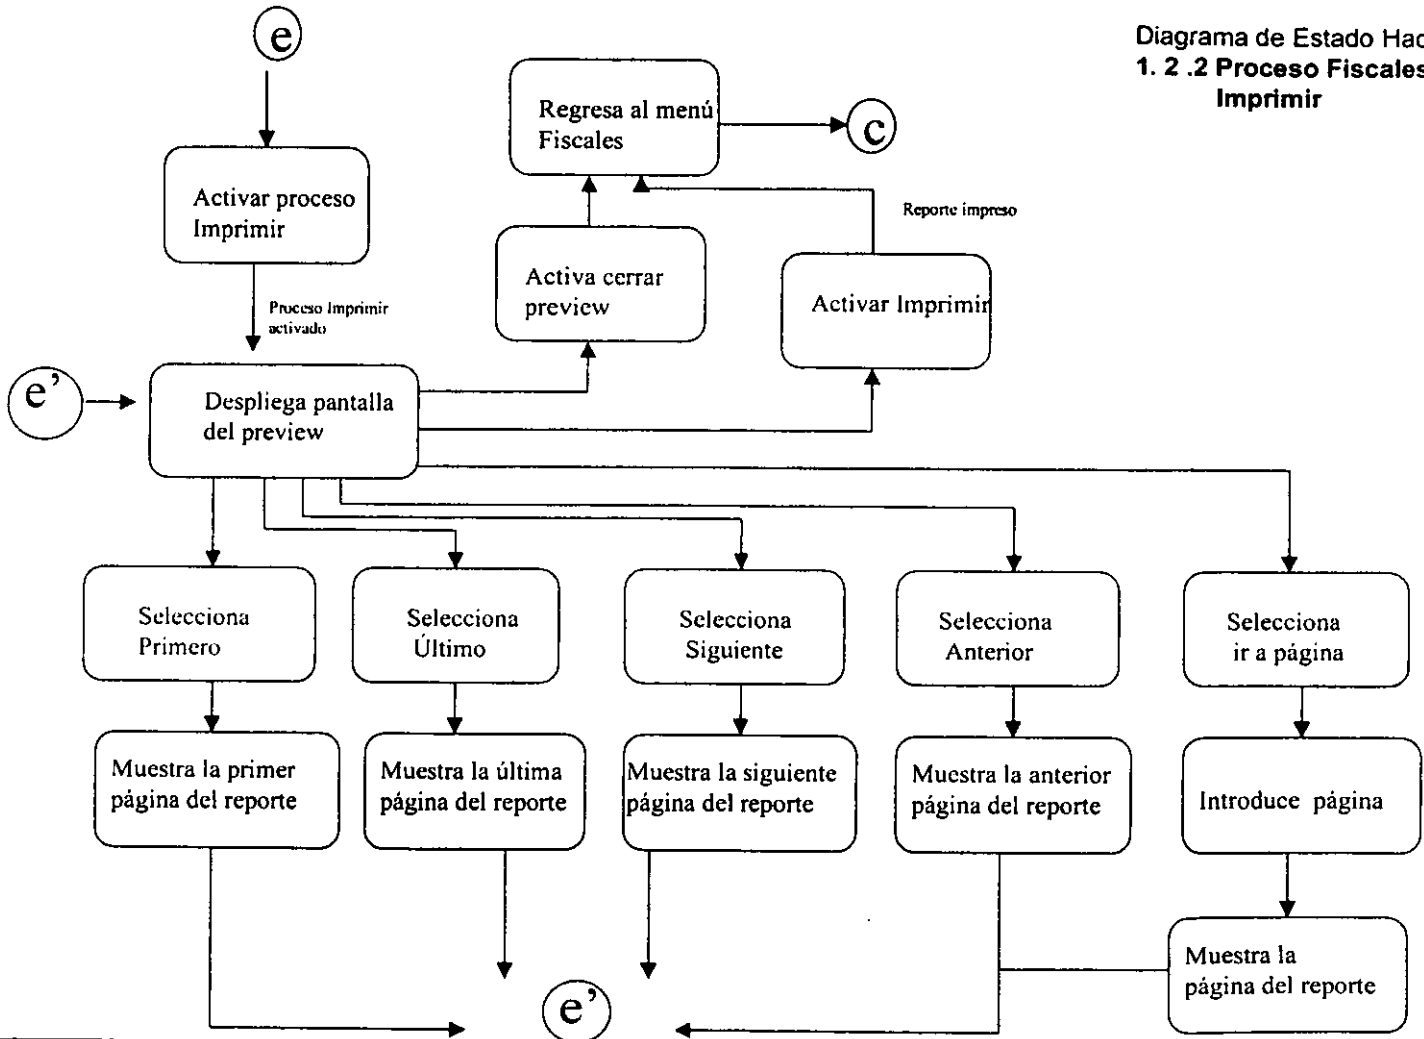 e
Diagrama de Estado Hac
1. 2 .2 Proceso Fiscales
Imprimir
Regresa al menú
Fiscales
c
Activar proceso
Imprimir
Reporte impreso
Activa cerrar
preview
Activar Imprimir
Proceso Imprimir
activado
e’
Despliega pantalla
del preview
Selecciona
Primero
Selecciona
Último
Selecciona
Siguiente
Selecciona
Anterior
Selecciona
ir a página
Muestra la primer
página del reporte
Muestra la última
página del reporte
Muestra la siguiente
página del reporte
Muestra la anterior
página del reporte
Introduce página
Muestra la
página del reporte
e’